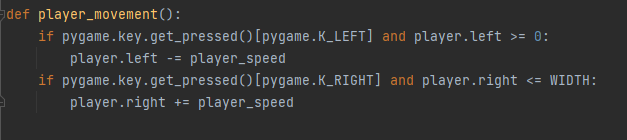 def player_movement():
    if pygame.key.get_pressed()[pygame.K_LEFT] and player.left >= 0:
        player.left -= player_speed
    if pygame.key.get_pressed()[pygame.K_RIGHT] and player.right <= WIDTH:
        player.right += player_speed